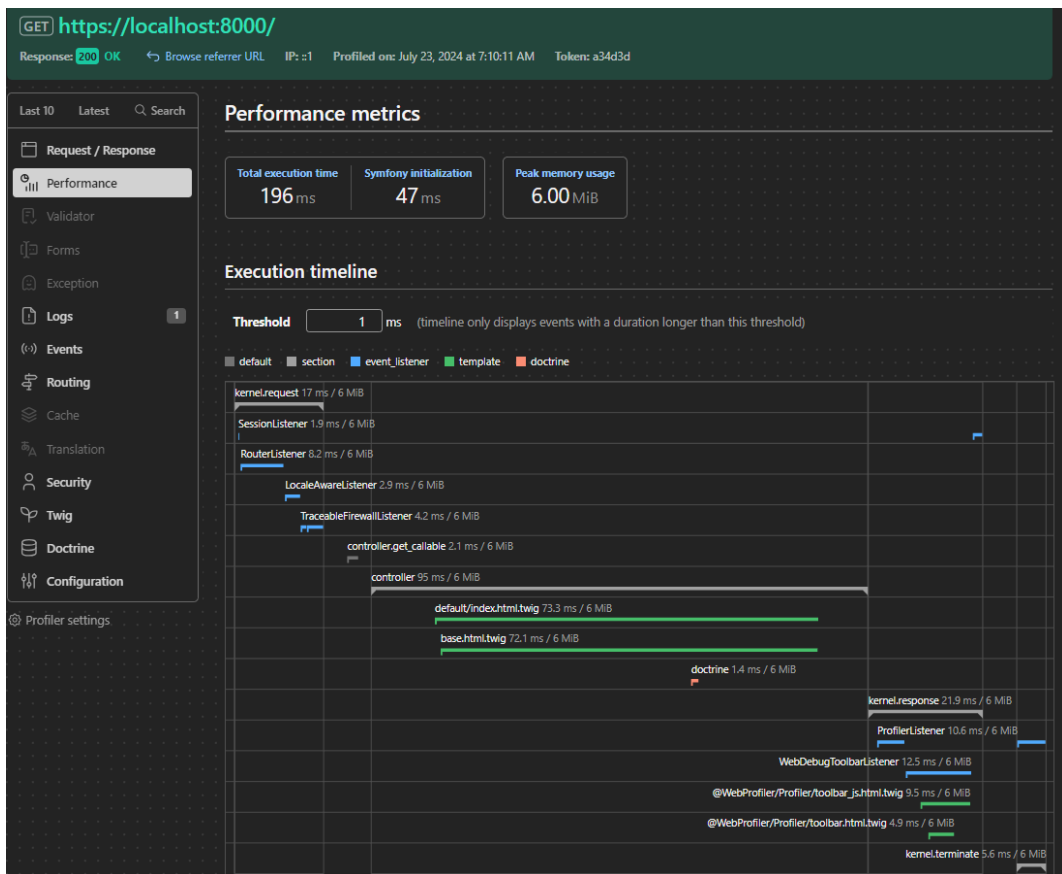 GET https://localhost:8000/
Response: 200 OK Browse referrer URL IP: ::1 Profiled on: July 23, 2024 at 7:10:11 AM Token: a34d3d
Last 10 Latest Search
Request / Response
Performance
Validator
Forms
Exception
Logs 1
Events
Routing
Cache
Translation
Security
Twig
Doctrine
Configuration
Profiler settings
Performance metrics
Total execution time Symfony initialization Peak memory usage
196 ms 47 ms 6.00 MiB
Execution timeline
Threshold 1 ms (timeline only displays events with a duration longer than this threshold)
default section event_listener template doctrine
kernel.request 17 ms / 6 MiB
SessionListener 1.9 ms / 6 MiB
RouterListener 8.2 ms / 6 MiB
LocaleAwareListener 2.9 ms / 6 MiB
TraceableFirewallListener 4.2 ms / 6 MiB
controller.get_callable 2.1 ms / 6 MiB
controller 95 ms / 6 MiB
default/index.html.twig 73.3 ms / 6 MiB
base.html.twig 72.1 ms / 6 MiB
doctrine 1.4 ms / 6 MiB
kernel.response 21.9 ms / 6 MiB
ProfilerListener 10.6 ms / 6 MiB
WebDebugToolbarListener 12.5 ms / 6 MiB
@WebProfiler/Profiler/toolbar_js.html.twig 9.5 ms / 6 MiB
@WebProfiler/Profiler/toolbar.html.twig 4.9 ms / 6 MiB
kernel.terminate 5.6 ms / 6 MiB